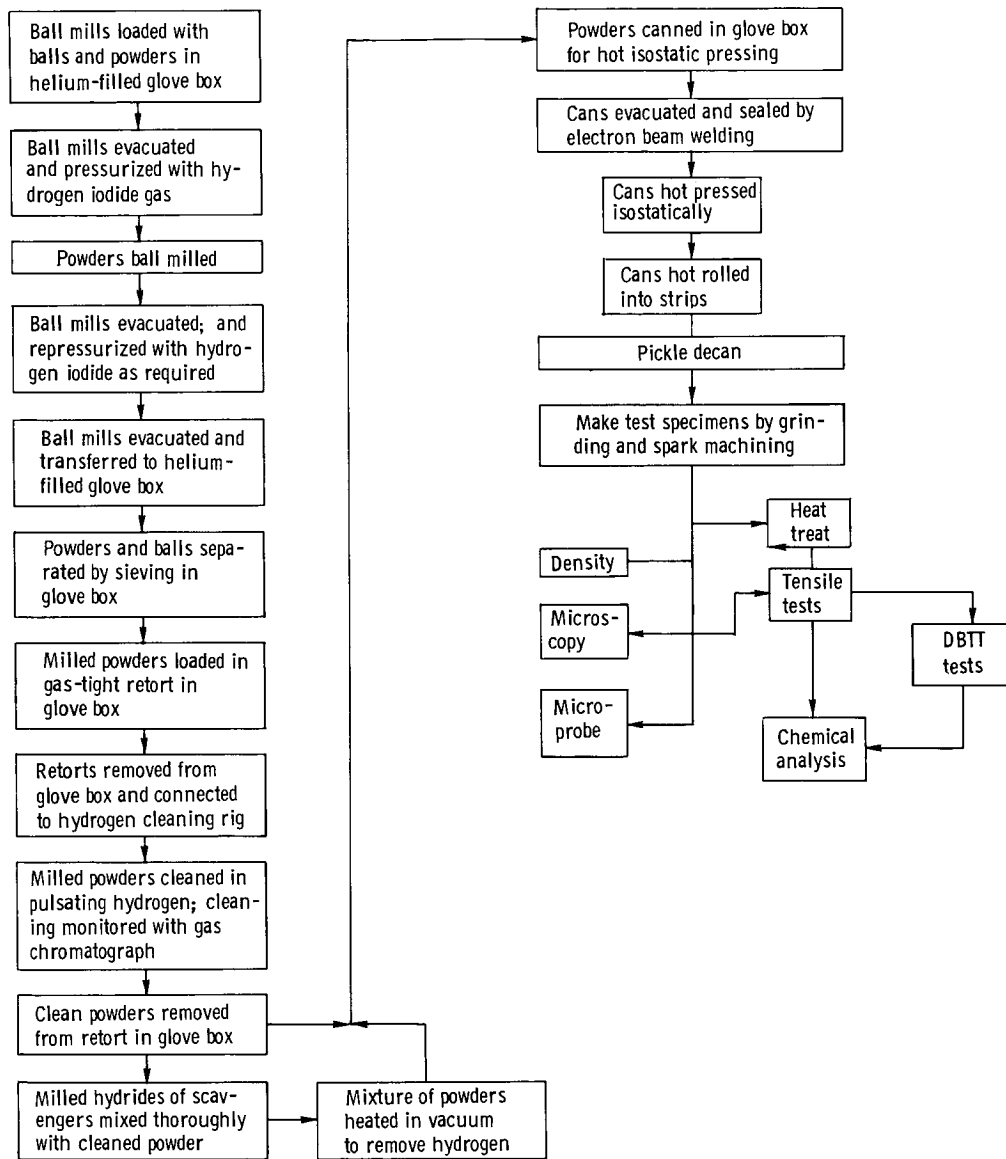 Ball mills loaded with
balls and powders in
helium-filled glove box
Ball mills evacuated
and pressurized with hy-
drogen iodide gas
Powders ball milled
Ball mills evacuated; and
repressurized with hydro-
gen iodide as required
Ball mills evacuated and
transferred to helium-
filled glove box
Powders and balls sepa-
rated by sieving in
glove box
Milled powders loaded in
gas-tight retort in
glove box
Retorts removed from
glove box and connected
to hydrogen cleaning rig
Milled powders cleaned in
pulsating hydrogen; clean-
ing monitored with gas
chromatograph
Clean powders removed
from retort in glove box
Milled hydrides of scav-
engers mixed thoroughly
with cleaned powder
Mixture of powders
heated in vacuum
to remove hydrogen
Powders canned in glove box
for hot isostatic pressing
Cans evacuated and sealed by
electron beam welding
Cans hot pressed
isostatically
Cans hot rolled
into strips
Pickle decan
Make test specimens by grin-
ding and spark machining
Heat
treat
Density
Tensile
tests
Micros-
copy
DBTT
tests
Micro-
probe
Chemical
analysis